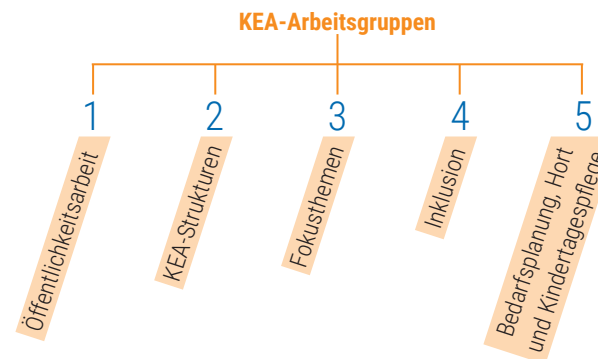 KEA-Arbeitsgruppen
1
2
3
4
5
Öffentlichkeitsarbeit
KEA-Strukturen
Fokusthemen
Inklusion
Bedarfsplanung, Hort
und Kindertagespflege